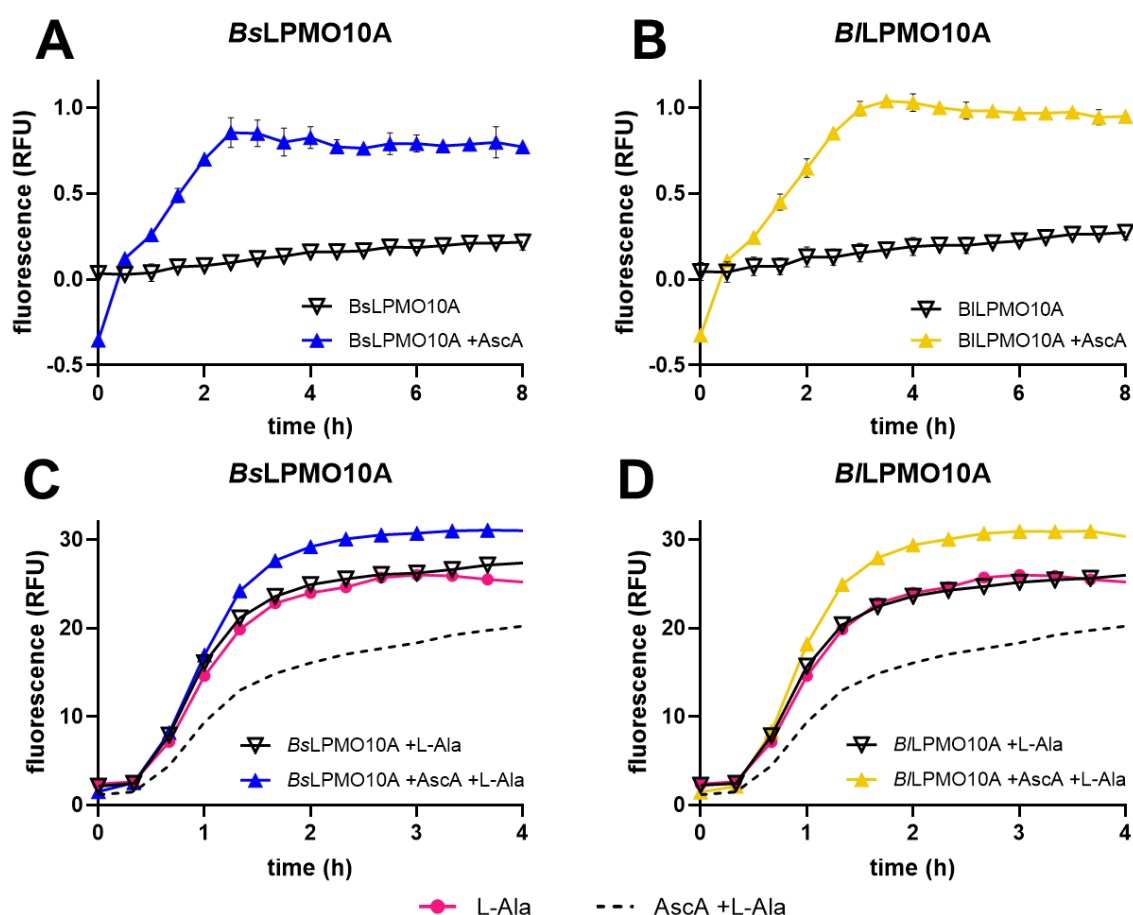 A
BsLPMO10A
fluorescence (RFU)
1.0
0.5
0.0
-0.5
BsLPMO10A
BsLPMO10A +AscA
0 2 4 6 8
time (h)
B
BlLPMO10A
fluorescence (RFU)
1.0
0.5
0.0
-0.5
BlLPMO10A
BlLPMO10A +AscA
0 2 4 6 8
time (h)
C
BsLPMO10A
fluorescence (RFU)
30
20
10
0
BsLPMO10A +L-Ala
BsLPMO10A +AscA +L-Ala
0 1 2 3 4
time (h)
D
BlLPMO10A
fluorescence (RFU)
30
20
10
0
BlLPMO10A +L-Ala
BlLPMO10A +AscA +L-Ala
0 1 2 3 4
time (h)
L-Ala
AscA +L-Ala